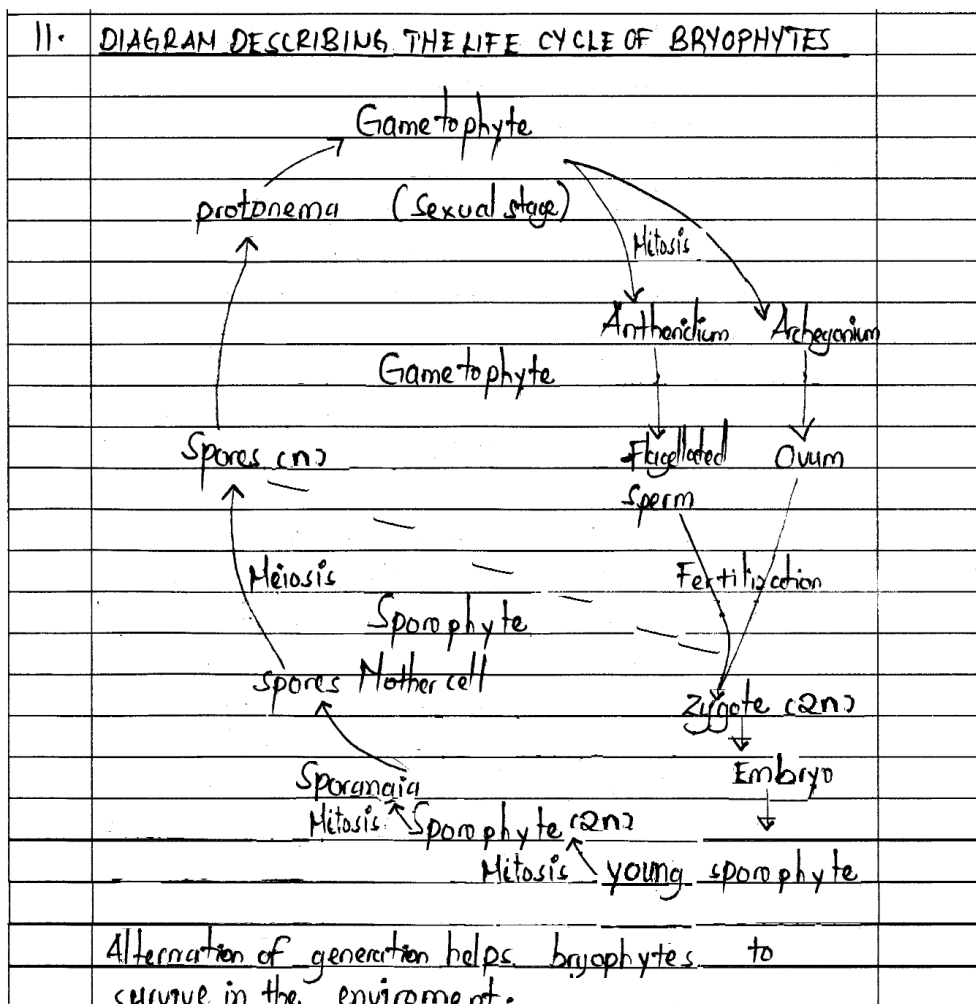 11. DIAGRAM DESCRIBING THE LIFE CYCLE OF BRYOPHYTES
Gametophyte
protonema (Sexual stage)
Mitosis
Antheridium Archegonium
Gametophyte
Spores (n) Flagellated Ovum
Sperm
Meiosis Fertilization
Sporophyte
spores Mother cell
Zygote (2n)
Embryo
Sporangia
Mitosis Sporophyte (2n)
Mitosis young sporophyte
Alternation of generation helps bryophytes to
survive in the enviroment.